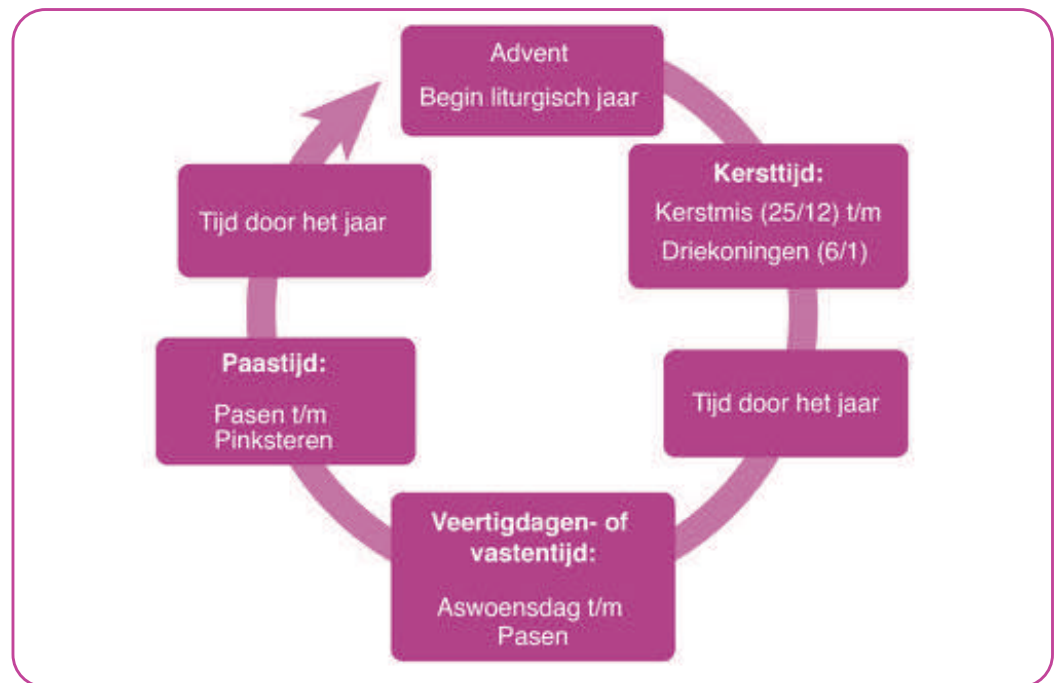 Advent
Begin liturgisch jaar
Kersttijd:
Kerstmis (25/12) t/m
Driekoningen (6/1)
Tijd door het jaar
Veertigdagen- of
vastentijd:
Aswoensdag t/m
Pasen
Paastijd:
Pasen t/m
Pinksteren
Tijd door het jaar